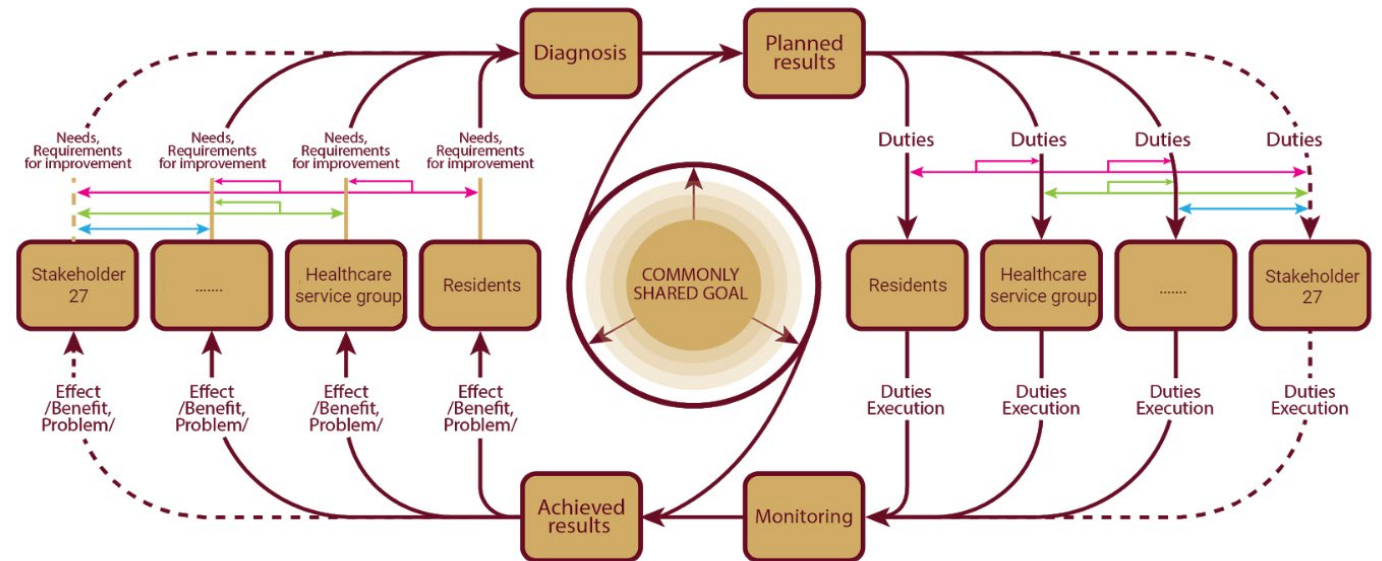 Diagnosis
Planned
results
Needs,
Requirements
for improvement
Needs,
Requirements
for improvement
Needs,
Requirements
for improvement
Needs,
Requirements
for improvement
Duties
Duties
Duties
Duties
Stakeholder
27
.......
Healthcare
service group
Residents
COMMONLY
SHARED GOAL
Residents
Healthcare
service group
.......
Stakeholder
27
Effect
/Benefit,
Problem/
Effect
/Benefit,
Problem/
Effect
/Benefit,
Problem/
Effect
/Benefit,
Problem/
Duties
Execution
Duties
Execution
Duties
Execution
Duties
Execution
Achieved
results
Monitoring